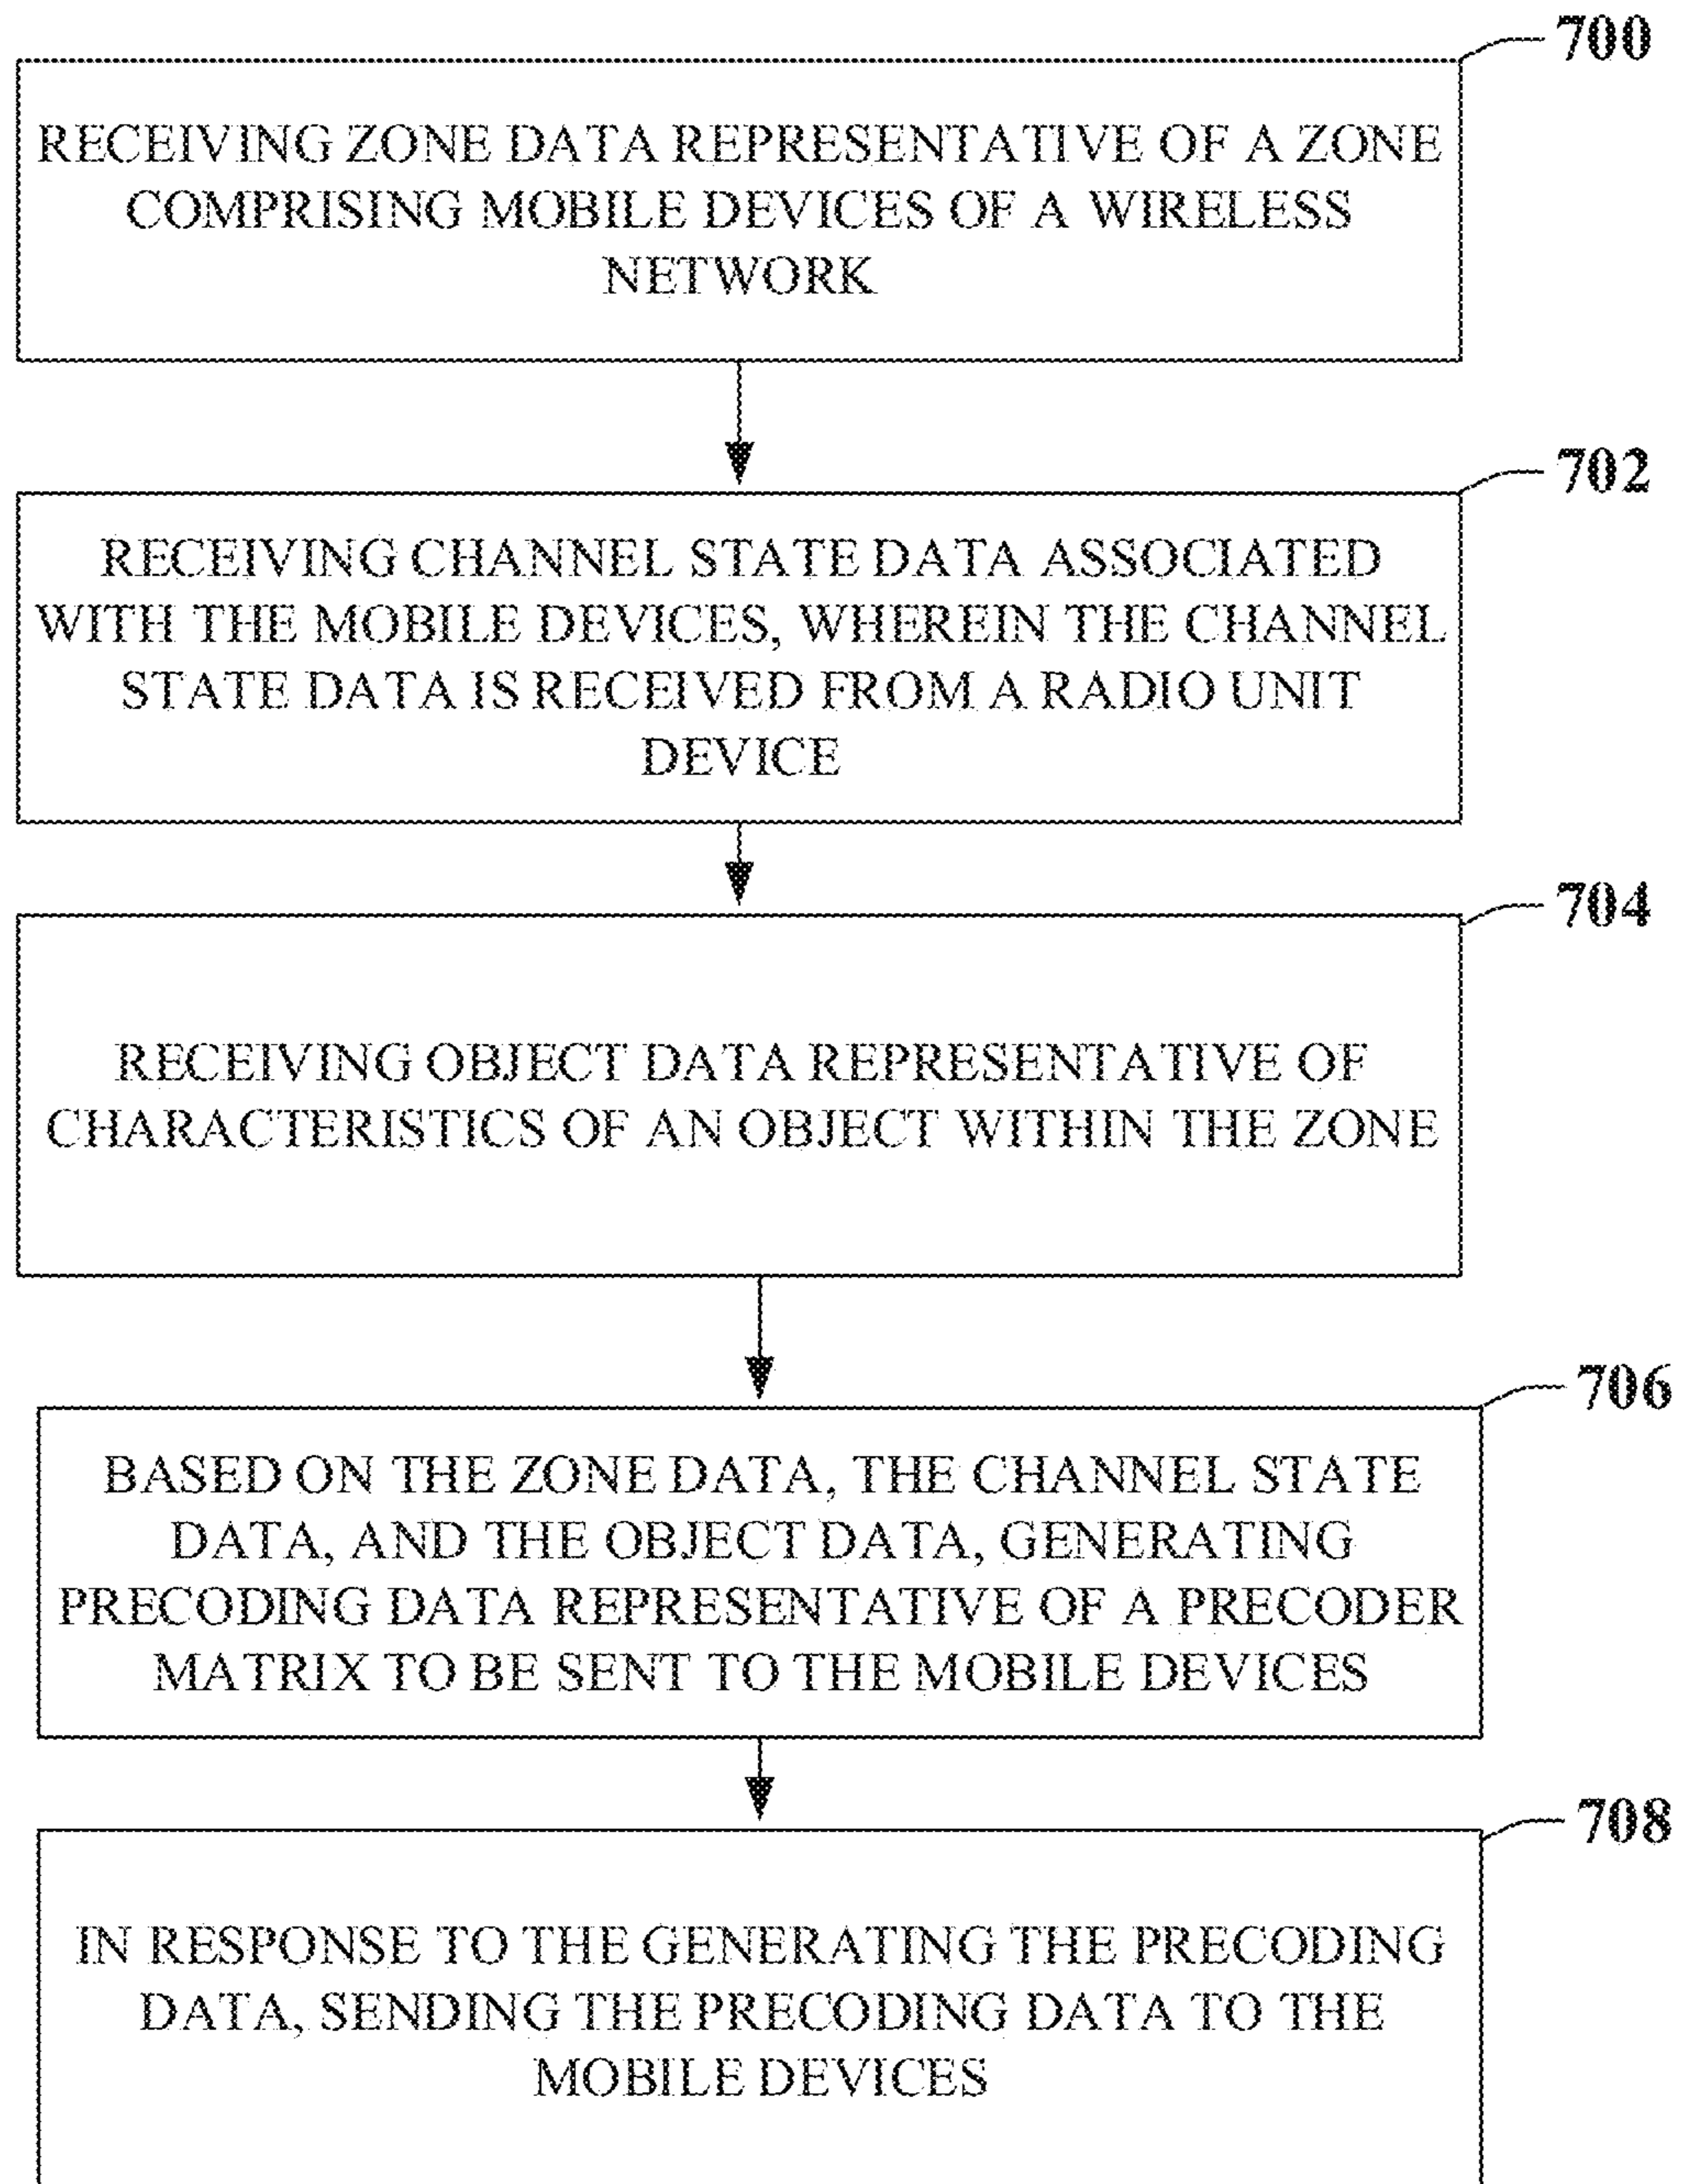 700
RECEIVING ZONE DATA REPRESENTATIVE OF A ZONE
COMPRISING MOBILE DEVICES OF A WIRELESS
NETWORK
702
RECEIVING CHANNEL STATE DATA ASSOCIATED
WITH THE MOBILE DEVICES, WHEREIN THE CHANNEL
STATE DATA IS RECEIVED FROM A RADIO UNIT
DEVICE
704
RECEIVING OBJECT DATA REPRESENTATIVE OF
CHARACTERISTICS OF AN OBJECT WITHIN THE ZONE
706
BASED ON THE ZONE DATA, THE CHANNEL STATE
DATA, AND THE OBJECT DATA, GENERATING
PRECODING DATA REPRESENTATIVE OF A PRECODER
MATRIX TO BE SENT TO THE MOBILE DEVICES
708
IN RESPONSE TO THE GENERATING THE PRECODING
DATA, SENDING THE PRECODING DATA TO THE
MOBILE DEVICES